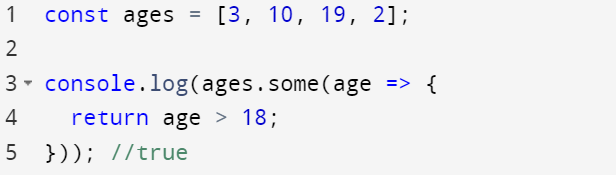 1 const ages = [3, 10, 19, 2];
2
3 console.log(ages.some(age => {
4   return age > 18;
5 })); //true